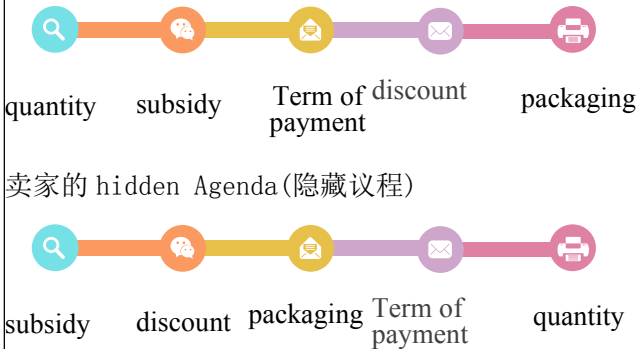 quantity subsidy Term of payment discount packaging
卖家的 hidden Agenda(隐藏议程)
subsidy discount packaging Term of payment quantity